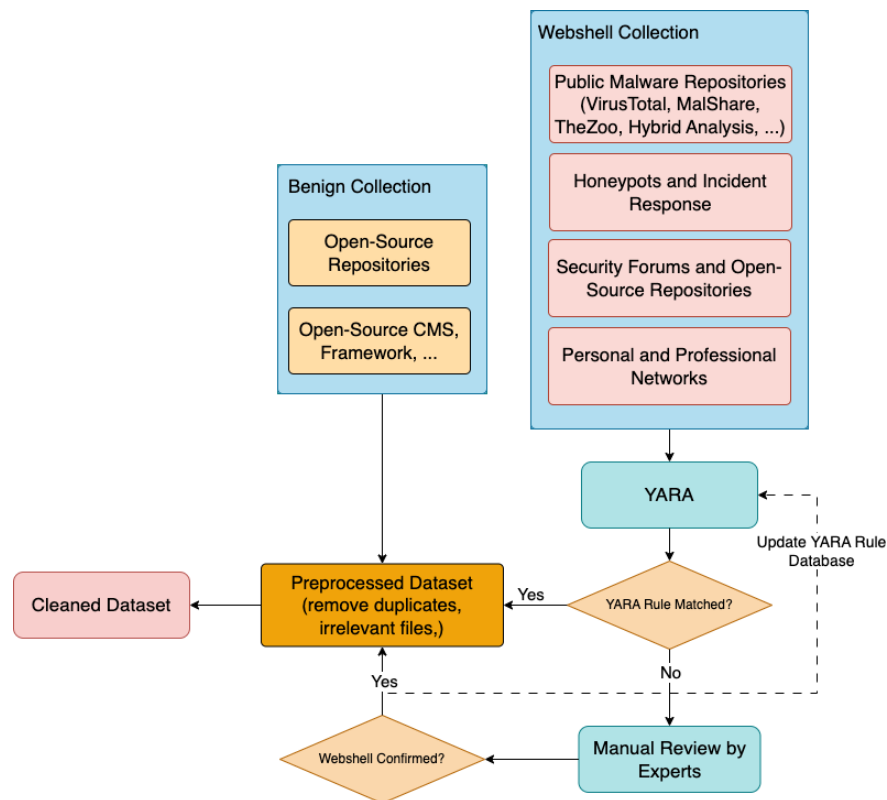 Webshell Collection
Public Malware Repositories
(VirusTotal, MalShare,
TheZoo, Hybrid Analysis, ...)
Honeypots and Incident
Response
Security Forums and Open-
Source Repositories
Personal and Professional
Networks
Benign Collection
Open-Source
Repositories
Open-Source CMS,
Framework, ...
YARA
Update YARA Rule
Database
YARA Rule Matched?
Yes
No
Preprocessed Dataset
(remove duplicates,
irrelevant files,)
Cleaned Dataset
Yes
Webshell Confirmed?
Manual Review by
Experts